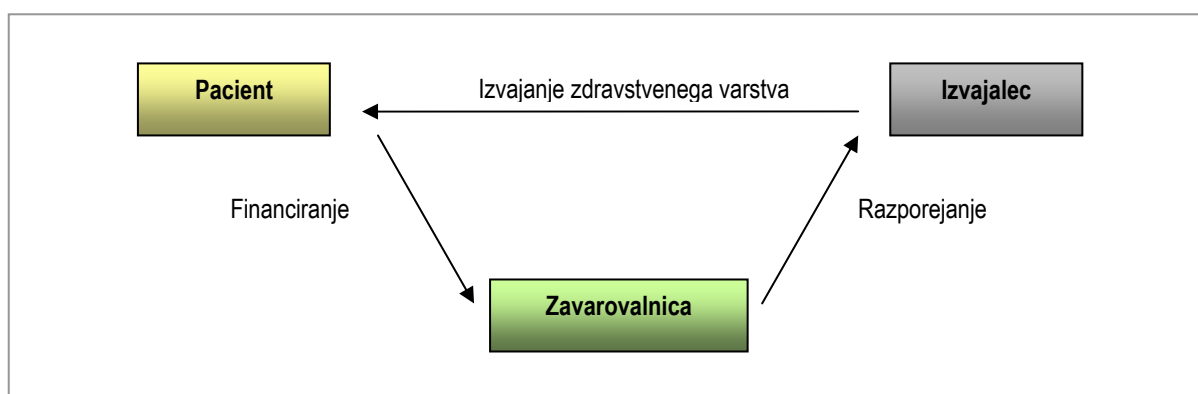 Pacient
Izvajanje zdravstvenega varstva
Izvajalec
Financiranje
Razporejanje
Zavarovalnica